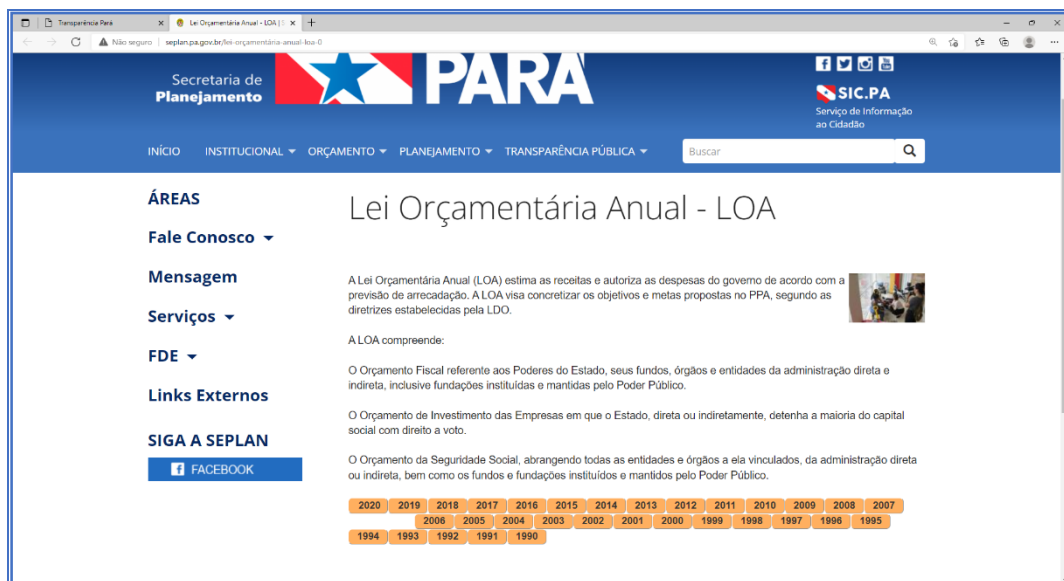 Transparência Pará
Lei Orçamentária Anual - LOA | S
Não seguro | seplan.pa.gov.br/lei-orçamentária-anual-loa-0
Secretaria de
Planejamento
PARÁ
SIC.PA
Serviço de Informação
ao Cidadão
INÍCIO INSTITUCIONAL ORÇAMENTO PLANEJAMENTO TRANSPARÊNCIA PÚBLICA Buscar
ÁREAS
Fale Conosco
Mensagem
Serviços
FDE
Links Externos
SIGA A SEPLAN
FACEBOOK
Lei Orçamentária Anual - LOA
A Lei Orçamentária Anual (LOA) estima as receitas e autoriza as despesas do governo de acordo com a
previsão de arrecadação. A LOA visa concretizar os objetivos e metas propostas no PPA, segundo as
diretrizes estabelecidas pela LDO.
A LOA compreende:
O Orçamento Fiscal referente aos Poderes do Estado, seus fundos, órgãos e entidades da administração direta e
indireta, inclusive fundações instituídas e mantidas pelo Poder Público.
O Orçamento de Investimento das Empresas em que o Estado, direta ou indiretamente, detenha a maioria do capital
social com direito a voto.
O Orçamento da Seguridade Social, abrangendo todas as entidades e órgãos a ela vinculados, da administração direta
ou indireta, bem como os fundos e fundações instituídos e mantidos pelo Poder Público.
2020 2019 2018 2017 2016 2015 2014 2013 2012 2011 2010 2009 2008 2007
2006 2005 2004 2003 2002 2001 2000 1999 1998 1997 1996 1995
1994 1993 1992 1991 1990